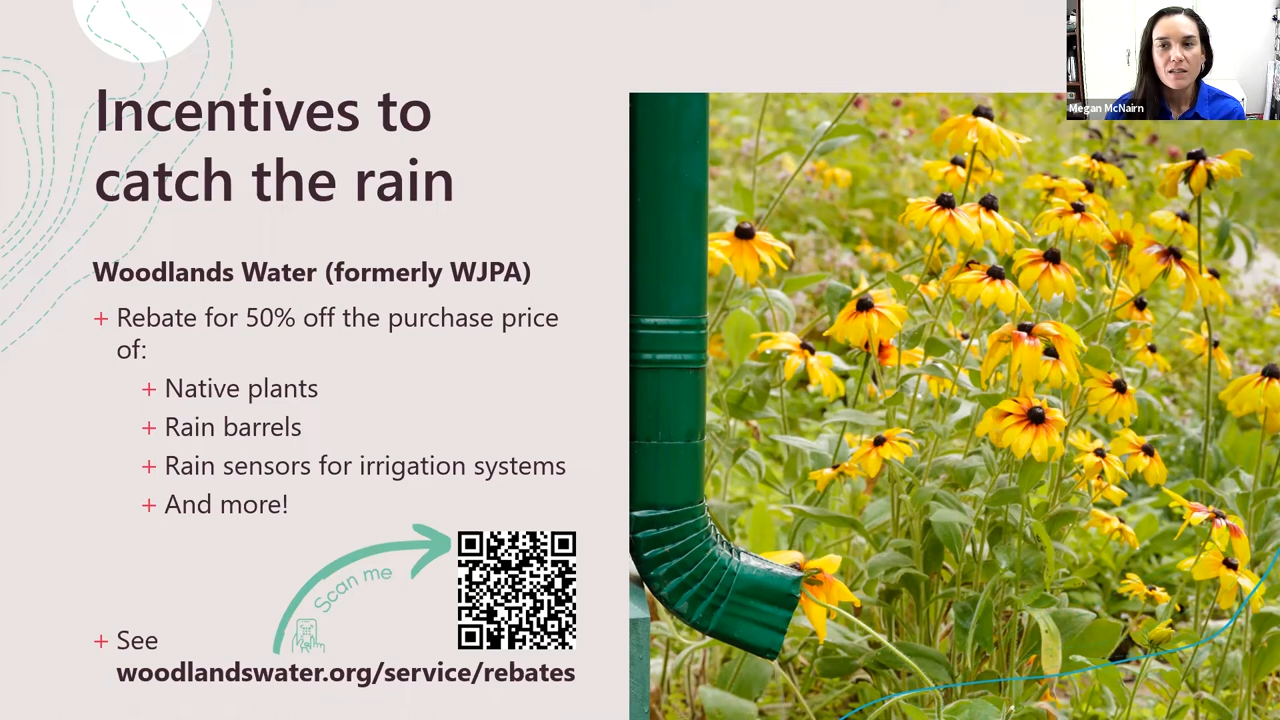 Incentives to
catch the rain
Megan McNairn
Woodlands Water (formerly WJPA)
+ Rebate for 50% off the purchase price
of:
+ Native plants
+ Rain barrels
+ Rain sensors for irrigation systems
+ And more!
Scan me
+ See
woodlandswater.org/service/rebates